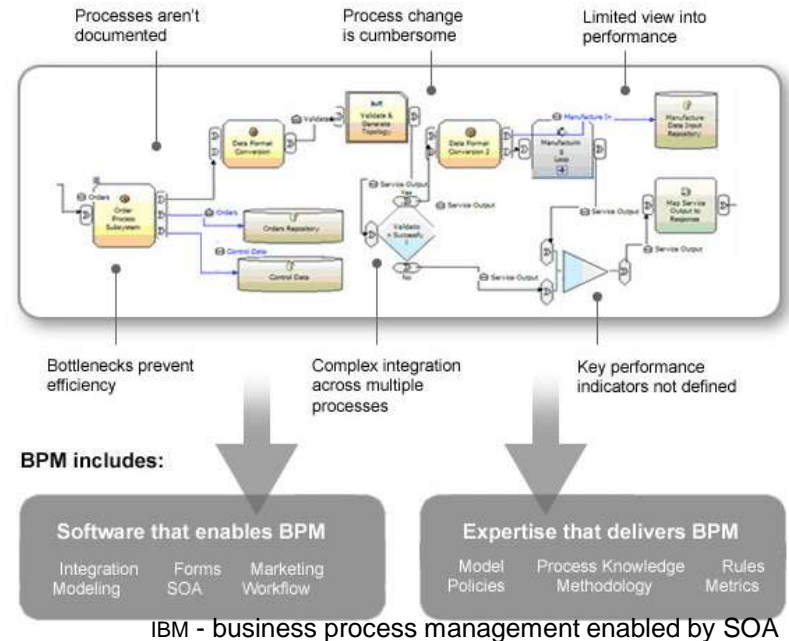 Processes aren't
documented
Process change
is cumbersome
Limited view into
performance
Orders
Order
Process
Subsystem
Data Format
Conversion
Validate
Validate &
Generate
Topology
Orders
Orders Repository
Control Data
Control Data
Service Output
Yes
Service Output
No
Data Format
Conversion 2
Manufacture In
Loop
Manufacture
Data Input
Repository
Service Output
Service Output
Service Output
Map Service
Output to
Response
Bottlenecks prevent
efficiency
Complex integration
across multiple
processes
Key performance
indicators not defined
BPM includes:
Software that enables BPM
Integration Forms Marketing
Modeling SOA Workflow
Expertise that delivers BPM
Model Process Knowledge Rules
Policies Methodology Metrics
IBM - business process management enabled by SOA